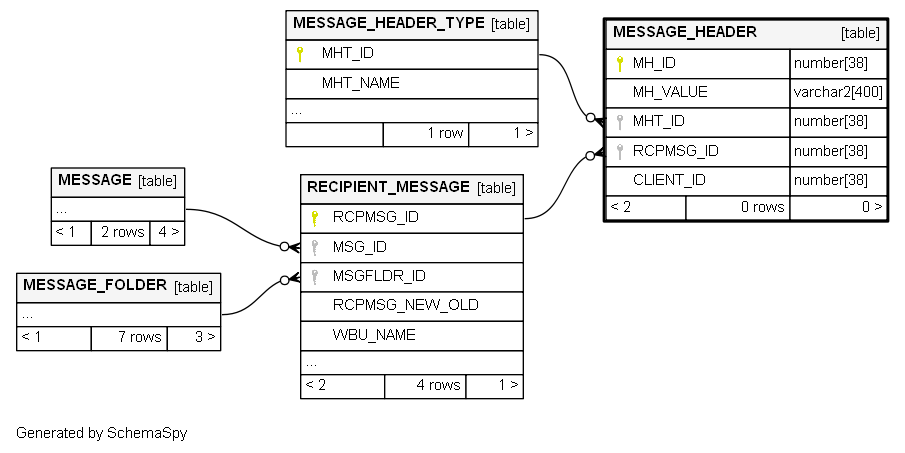 MESSAGE_HEADER_TYPE [table]
MHT_ID
MHT_NAME
...
1 row 1 >
MESSAGE_HEADER [table]
MH_ID number[38]
MH_VALUE varchar2[400]
MHT_ID number[38]
RCPMSG_ID number[38]
CLIENT_ID number[38]
< 2 0 rows 0 >
MESSAGE [table]
...
< 1 2 rows 4 >
RECIPIENT_MESSAGE [table]
RCPMSG_ID
MSG_ID
MSGFLDR_ID
RCPMSG_NEW_OLD
WBU_NAME
...
< 2 4 rows 1 >
MESSAGE_FOLDER [table]
...
< 1 7 rows 3 >
Generated by SchemaSpy